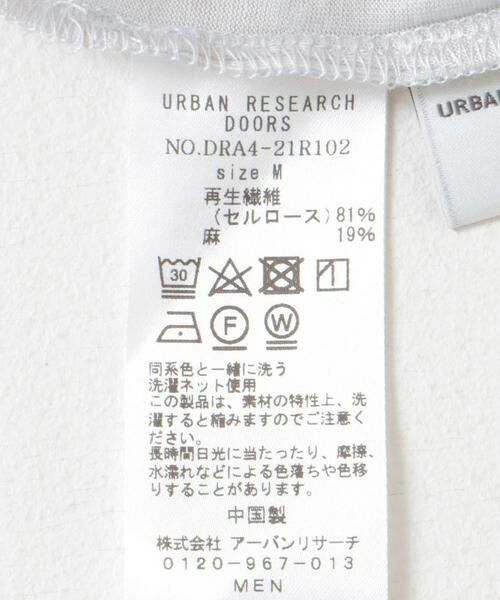 URBAN RESEARCH
DOORS
NO.DRA4-21R102
size M
再生繊維
(セルロース)81%
麻 19%
30
F W
同系色と一緒に洗う
洗濯ネット使用
この製品は、素材の特性上、洗
濯すると縮みますのでご注意く
ださい。
長時間日光に当たったり、摩擦、
水濡れなどによる色落ちや色移
りすることがあります。
中国製
株式会社 アーバンリサーチ
0120-967-013
MEN
URBAN